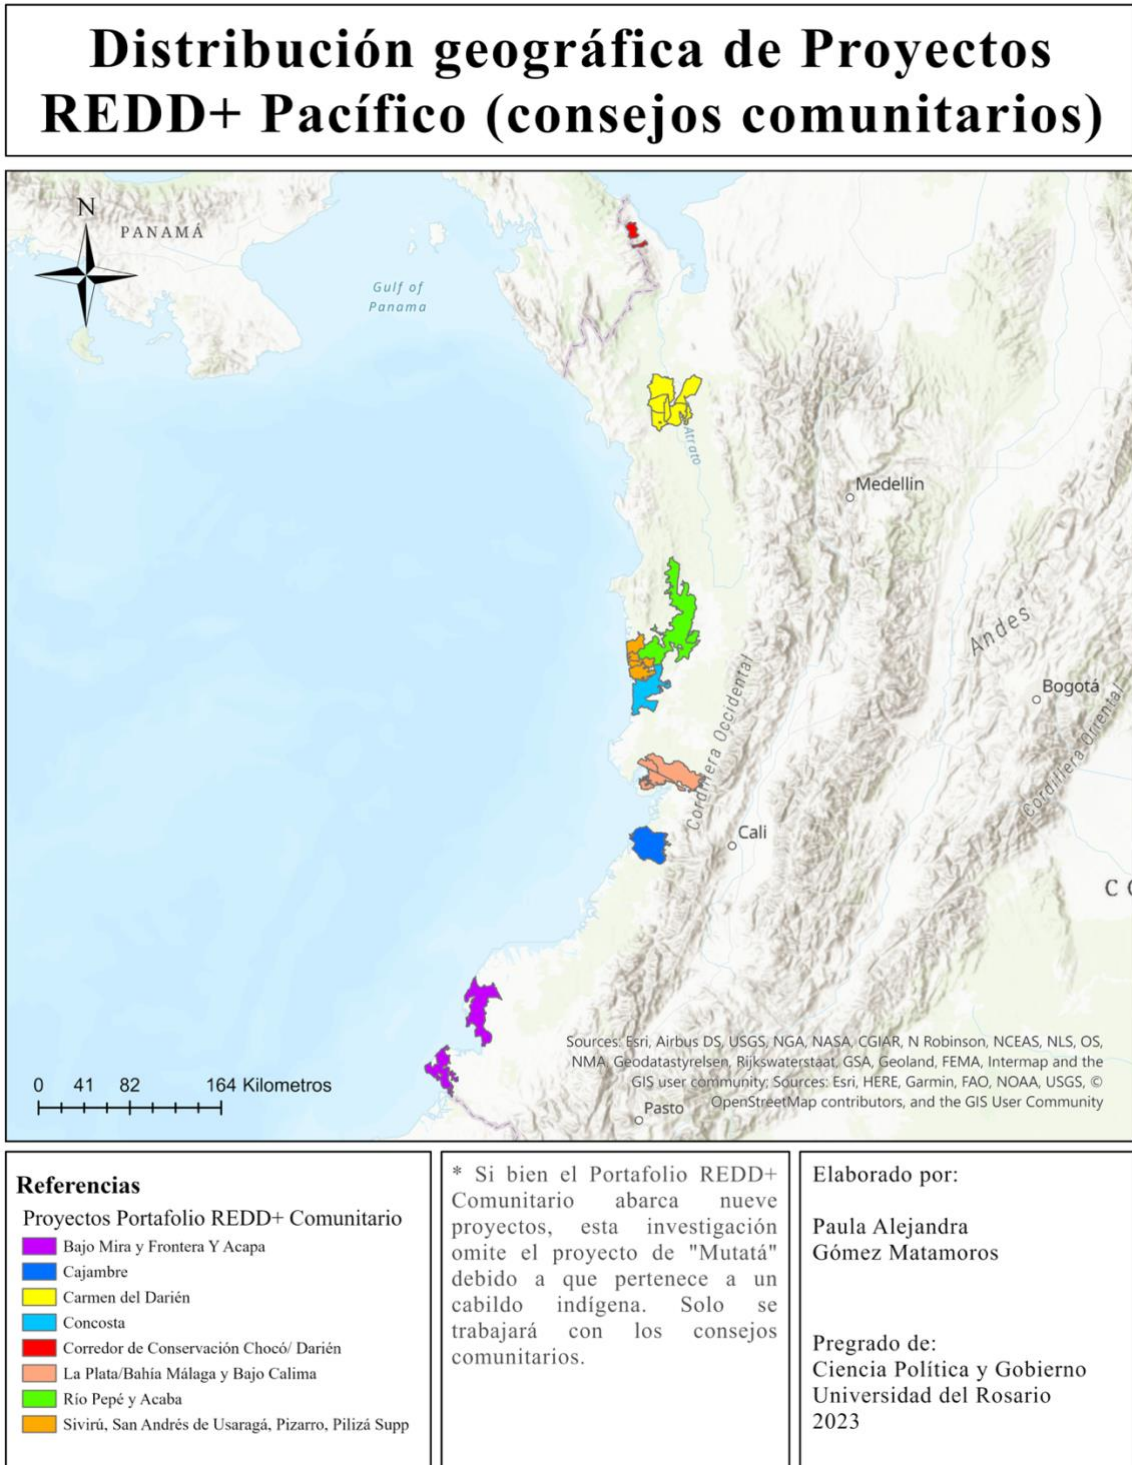 Distribución geográfica de Proyectos
REDD+ Pacífico (consejos comunitarios)
N
PANAMÁ
Gulf of
Panama
Atrato
Medellín
Andes
Cordillera Occidental
Bogotá
Cordillera Oriental
Cali
C
Sources: Esri, Airbus DS, USGS, NGA, NASA, CGIAR, N Robinson, NCEAS, NLS, OS,
NMA, Geodatastyrelsen, Rijkswaterstaat, GSA, Geoland, FEMA, Intermap and the
GIS user community; Sources: Esri, HERE, Garmin, FAO, NOAA, USGS, ©
OpenStreetMap contributors, and the GIS User Community
Pasto
0 41 82 164 Kilometros
Referencias
Proyectos Portafolio REDD+ Comunitario
Bajo Mira y Frontera Y Acapa
Cajambre
Carmen del Darién
Concosta
Corredor de Conservación Chocó/ Darién
La Plata/Bahía Málaga y Bajo Calima
Río Pepé y Acaba
Sivirú, San Andrés de Usaragá, Pizarro, Pilizá Supp
* Si bien el Portafolio REDD+
Comunitario abarca nueve
proyectos, esta investigación
omite el proyecto de "Mutatá"
debido a que pertenece a un
cabildo indígena. Solo se
trabajará con los consejos
comunitarios.
Elaborado por:
Paula Alejandra
Gómez Matamoros
Pregrado de:
Ciencia Política y Gobierno
Universidad del Rosario
2023